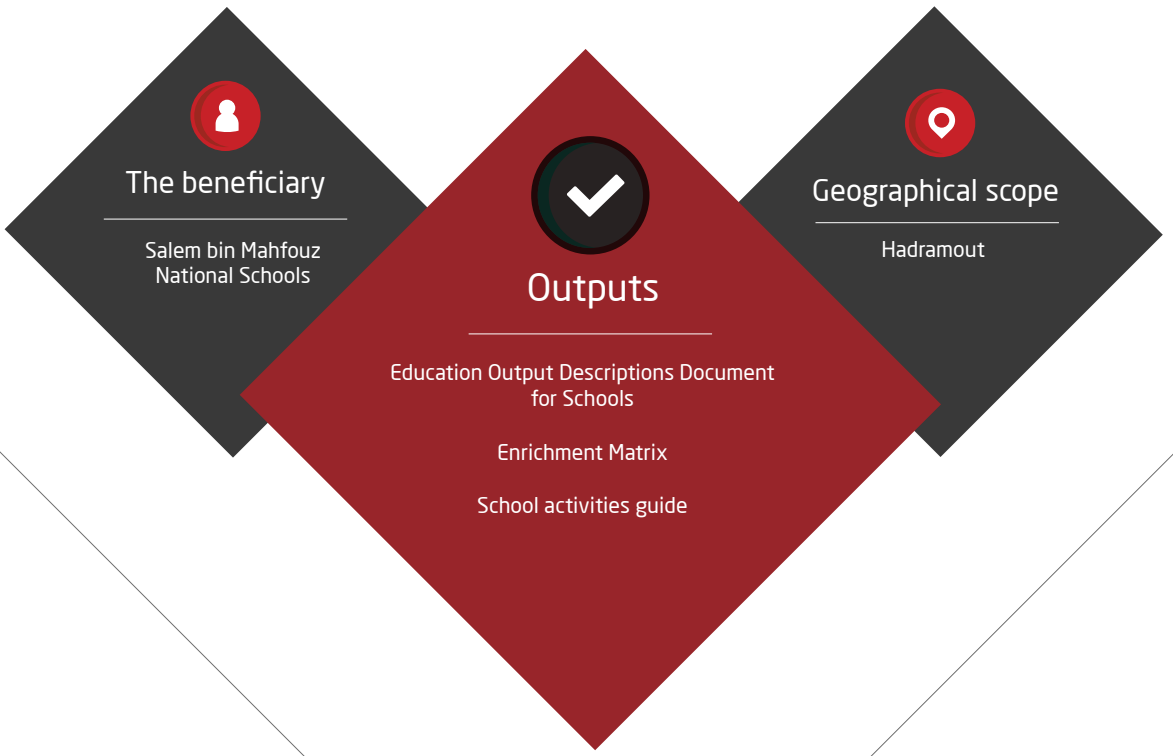 The beneficiary
Salem bin Mahfouz
National Schools
Outputs
Education Output Descriptions Document
for Schools
Enrichment Matrix
School activities guide
Geographical scope
Hadramout